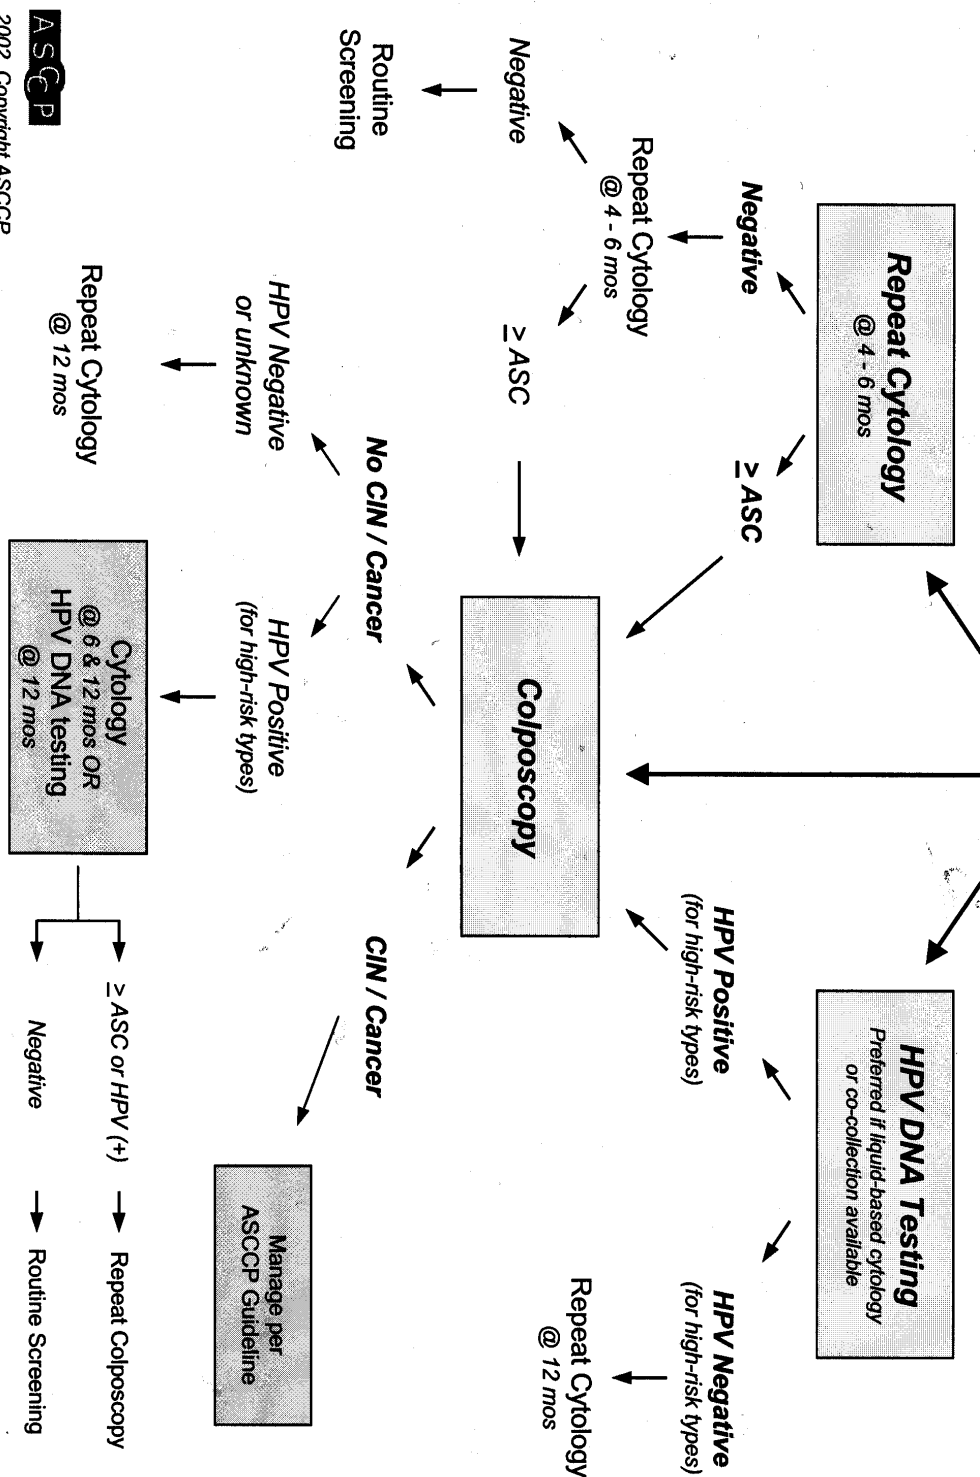 Repeat Cytology
@ 4 - 6 mos
HPV DNA Testing
Preferred if liquid-based cytology
or co-collection available
Negative
> ASC
HPV Positive
(for high-risk types)
HPV Negative
(for high-risk types)
Repeat Cytology
@ 4 - 6 mos
Repeat Cytology
@ 12 mos
Negative
> ASC
Colposcopy
Routine
Screening
No CIN / Cancer
CIN / Cancer
HPV Negative
or unknown
HPV Positive
(for high-risk types)
Manage per
ASCCP Guideline
Repeat Cytology
@ 12 mos
Cytology
@ 6 & 12 mos OR
HPV DNA testing
@ 12 mos
> ASC or HPV (+)
Repeat Colposcopy
Negative
Routine Screening
ASCCP
2002 Copyright ASCCP